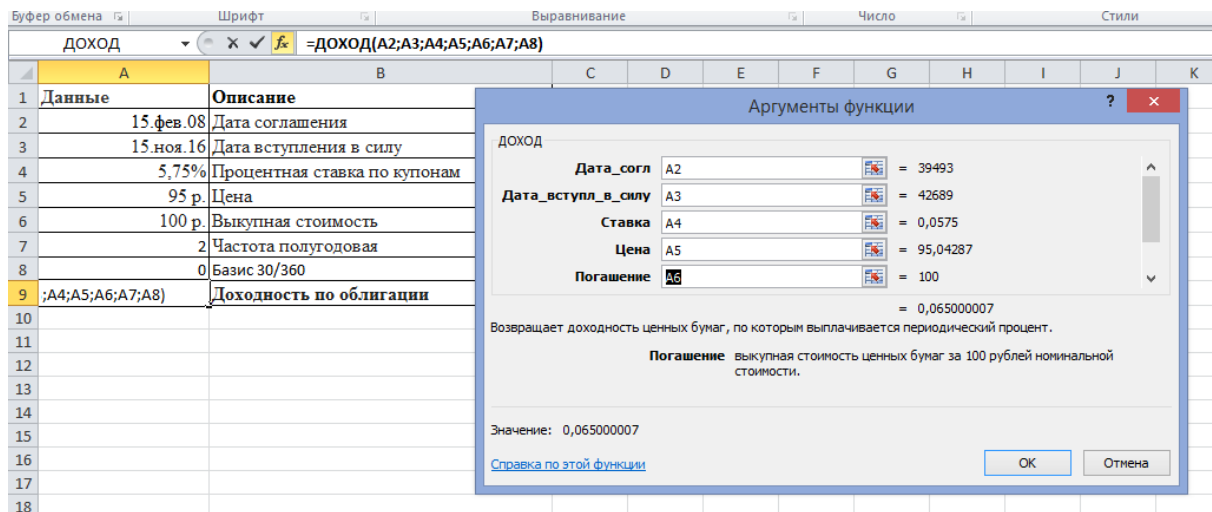 Буфер обмена Шрифт Выравнивание Число Стили
ДОХОД fx =ДОХОД(A2;A3;A4;A5;A6;A7;A8)
A B C D E F G H I J K
1 Данные Описание
2 15.фев.08 Дата соглашения
3 15.ноя.16 Дата вступления в силу
4 5,75% Процентная ставка по купонам
5 95 р. Цена
6 100 р. Выкупная стоимость
7 2 Частота полугодовая
8 0 Базис 30/360
9 ;A4;A5;A6;A7;A8) Доходность по облигации
10
11
12
13
14
15
16
17
18
Аргументы функции ? ×
ДОХОД
Дата_согл A2 = 39493
Дата_вступл_в_силу A3 = 42689
Ставка A4 = 0,0575
Цена A5 = 95,04287
Погашение A6 = 100
= 0,065000007
Возвращает доходность ценных бумаг, по которым выплачивается периодический процент.
Погашение выкупная стоимость ценных бумаг за 100 рублей номинальной
стоимости.
Значение: 0,065000007
Справка по этой функции OK Отмена